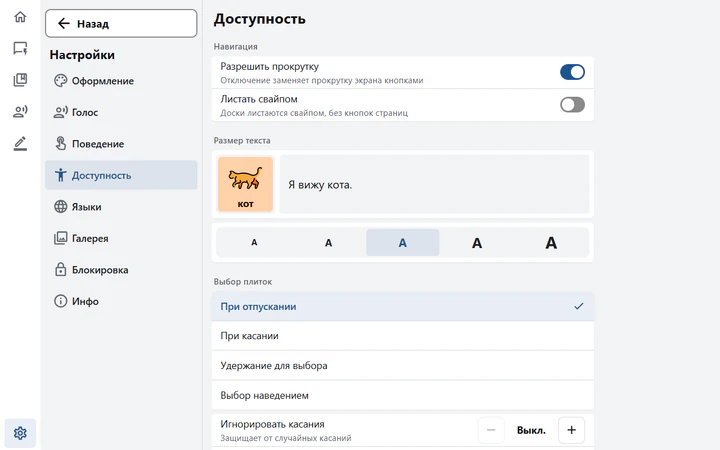 Назад
Настройки
Оформление
Голос
Поведение
Доступность
Языки
Галерея
Блокировка
Инфо
Доступность
Навигация
Разрешить прокрутку
Отключение заменяет прокрутку экрана кнопками
Листать свайпом
Доски листаются свайпом, без кнопок страниц
Размер текста
кот
Я вижу кота.
A A A A A
Выбор плиток
При отпускании
При касании
Удержание для выбора
Выбор наведением
Игнорировать касания
Защищает от случайных касаний
Выкл.